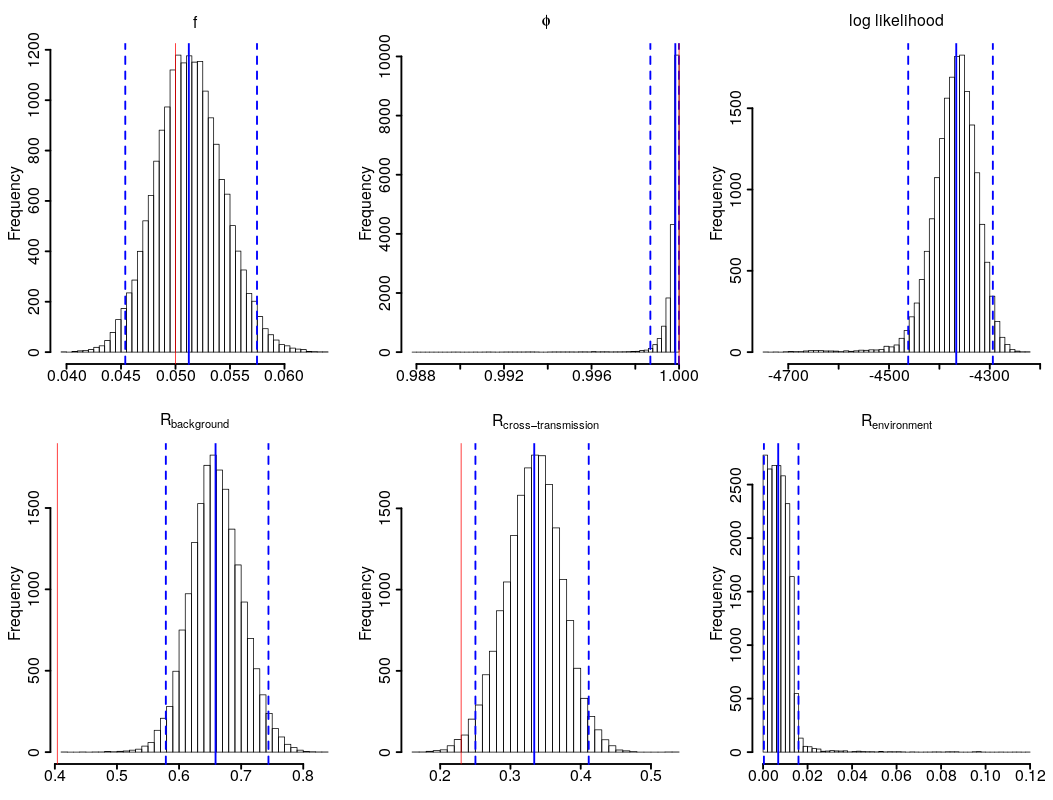 f
Frequency
0 200 400 600 800 1000 1200
0.040 0.045 0.050 0.055 0.060
ϕ
Frequency
0 2000 4000 6000 8000 10000
0.988 0.992 0.996 1.000
log likelihood
Frequency
0 500 1000 1500
-4700 -4500 -4300
Rbackground
Frequency
0 500 1000 1500
0.4 0.5 0.6 0.7 0.8
Rcross−transmission
Frequency
0 500 1000 1500
0.2 0.3 0.4 0.5
Renvironment
Frequency
0 500 1000 1500 2000 2500
0.00 0.02 0.04 0.06 0.08 0.10 0.12